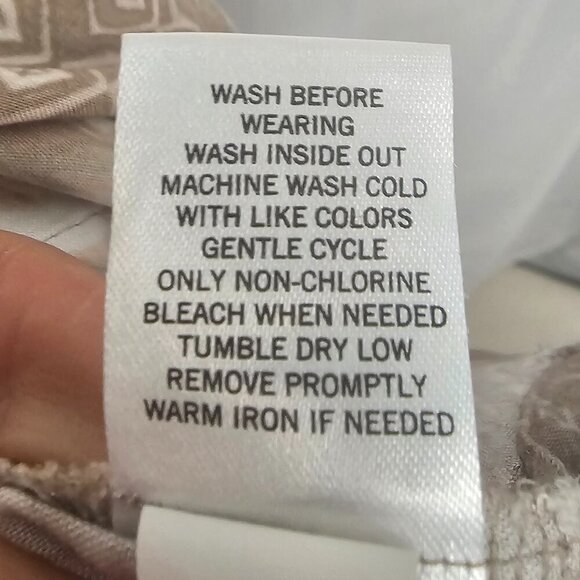 WASH BEFORE
WEARING
WASH INSIDE OUT
MACHINE WASH COLD
WITH LIKE COLORS
GENTLE CYCLE
ONLY NON-CHLORINE
BLEACH WHEN NEEDED
TUMBLE DRY LOW
REMOVE PROMPTLY
WARM IRON IF NEEDED